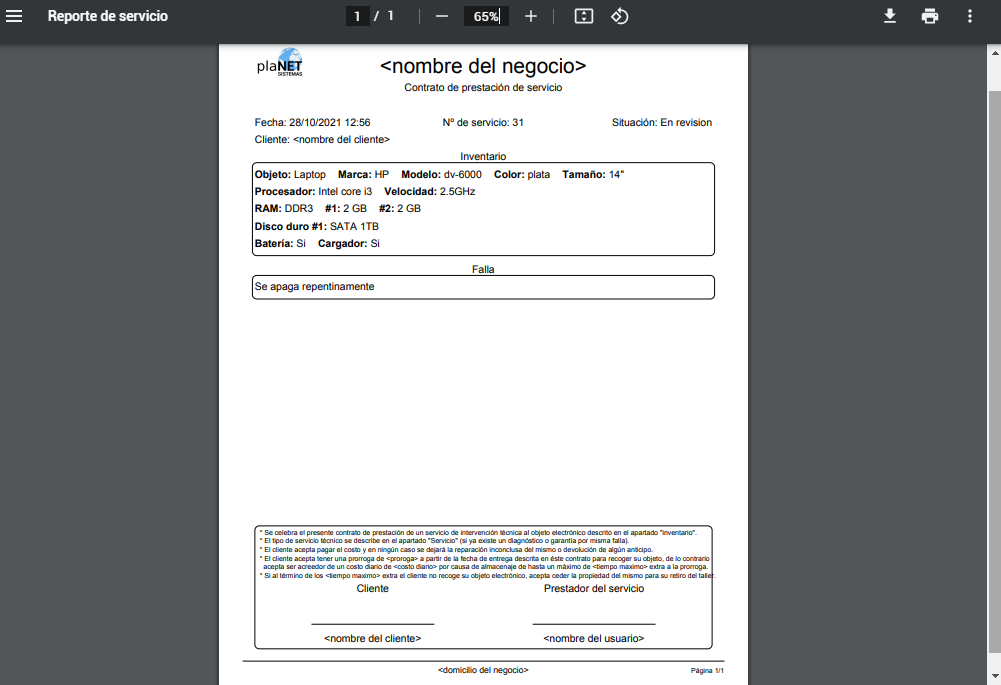 Reporte de servicio
1 / 1
65%
plaNET
SISTEMAS
<nombre del negocio>
Contrato de prestación de servicio
Fecha: 28/10/2021 12:56 Nº de servicio: 31 Situación: En revision
Cliente: <nombre del cliente>
Inventario
Objeto: Laptop Marca: HP Modelo: dv-6000 Color: plata Tamaño: 14"
Procesador: Intel core i3 Velocidad: 2.5GHz
RAM: DDR3 #1: 2 GB #2: 2 GB
Disco duro #1: SATA 1TB
Batería: Si Cargador: Si
Falla
Se apaga repentinamente
* Se celebra el presente contrato de prestación de un servicio de intervención técnica al objeto electrónico descrito en el apartado "Inventario".
* El tipo de servicio técnico se describe en el apartado "Servicio" (si ya existe un diagnóstico o garantía por misma falla).
* El cliente acepta pagar el costo y en ningún caso se dejará la reparación inconclusa del mismo o devolución de algún anticipo.
* El cliente acepta tener una prorroga de <proroga> a partir de la fecha de entrega descrita en éste contrato para recoger su objeto, de lo contrario
acepta ser acreedor de un costo diario de <costo diario> por causa de almacenaje de hasta un máximo de <tiempo maximo> extra a la prorroga.
* Si al término de los <tiempo maximo> extra el cliente no recoge su objeto electrónico, acepta ceder la propiedad del mismo para su retiro del taller.
Cliente Prestador del servicio
<nombre del cliente> <nombre del usuario>
<domicilio del negocio> Página 1/1